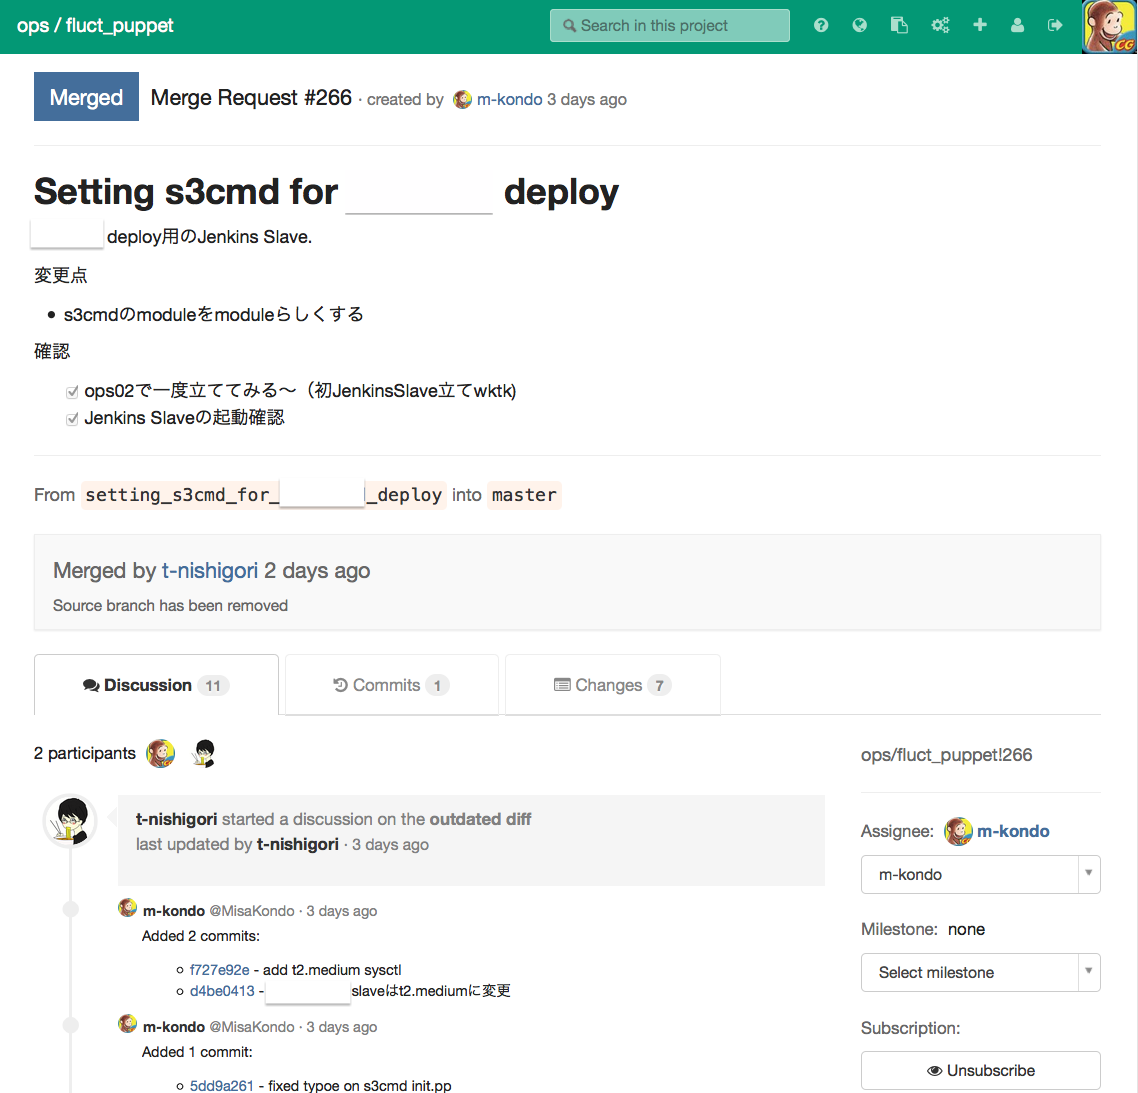 ops / fluct_puppet
Search in this project
CG
Merged Merge Request #266 · created by m-kondo 3 days ago
Setting s3cmd for deploy
deploy用のJenkins Slave.
変更点
s3cmdのmoduleをmoduleらしくする
確認
ops02で一度立ててみる〜（初JenkinsSlave立てwktk)
Jenkins Slaveの起動確認
From setting_s3cmd_for_ _deploy into master
Merged by t-nishigori 2 days ago
Source branch has been removed
Discussion 11 Commits 1 Changes 7
2 participants
t-nishigori started a discussion on the outdated diff
last updated by t-nishigori · 3 days ago
m-kondo @MisaKondo · 3 days ago
Added 2 commits:
f727e92e - add t2.medium sysctl
d4be0413 - slaveはt2.mediumに変更
m-kondo @MisaKondo · 3 days ago
Added 1 commit:
5dd9a261 - fixed typoe on s3cmd init.pp
ops/fluct_puppet!266
Assignee: m-kondo
m-kondo
Milestone: none
Select milestone
Subscription:
Unsubscribe